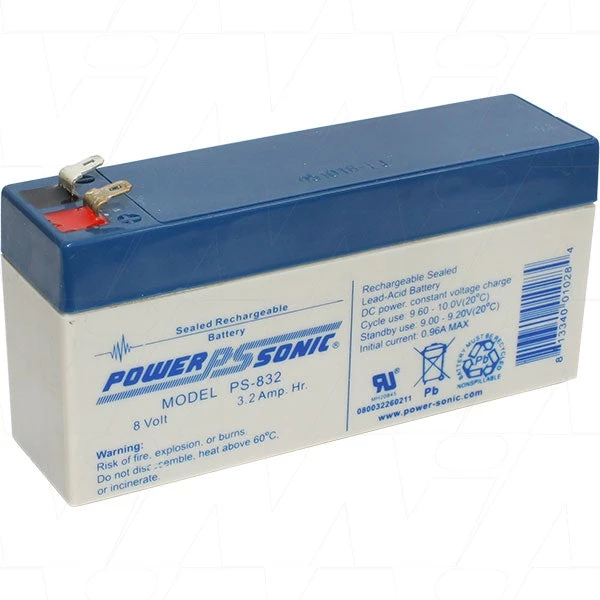 Sealed Rechargeable
Battery
POWER PS SONIC®
MODEL PS-832
8 Volt 3.2 Amp. Hr.
Warning:
Risk of fire, explosion, or burns.
Do not heat above 60°C.
or incinerate.
Rechargeable Sealed
Lead-Acid Battery
DC power, constant voltage charge
Cycle use: 9.60 - 10.0V(20°C)
Standby use: 9.00 - 9.20V(20°C)
Initial current: 0.96A MAX
BATTERY MUST BE RECYCLED
Pb
NONSPILLABLE
Pb
MH20845
080032260211
www.power-sonic.com
8 13340 01028 4